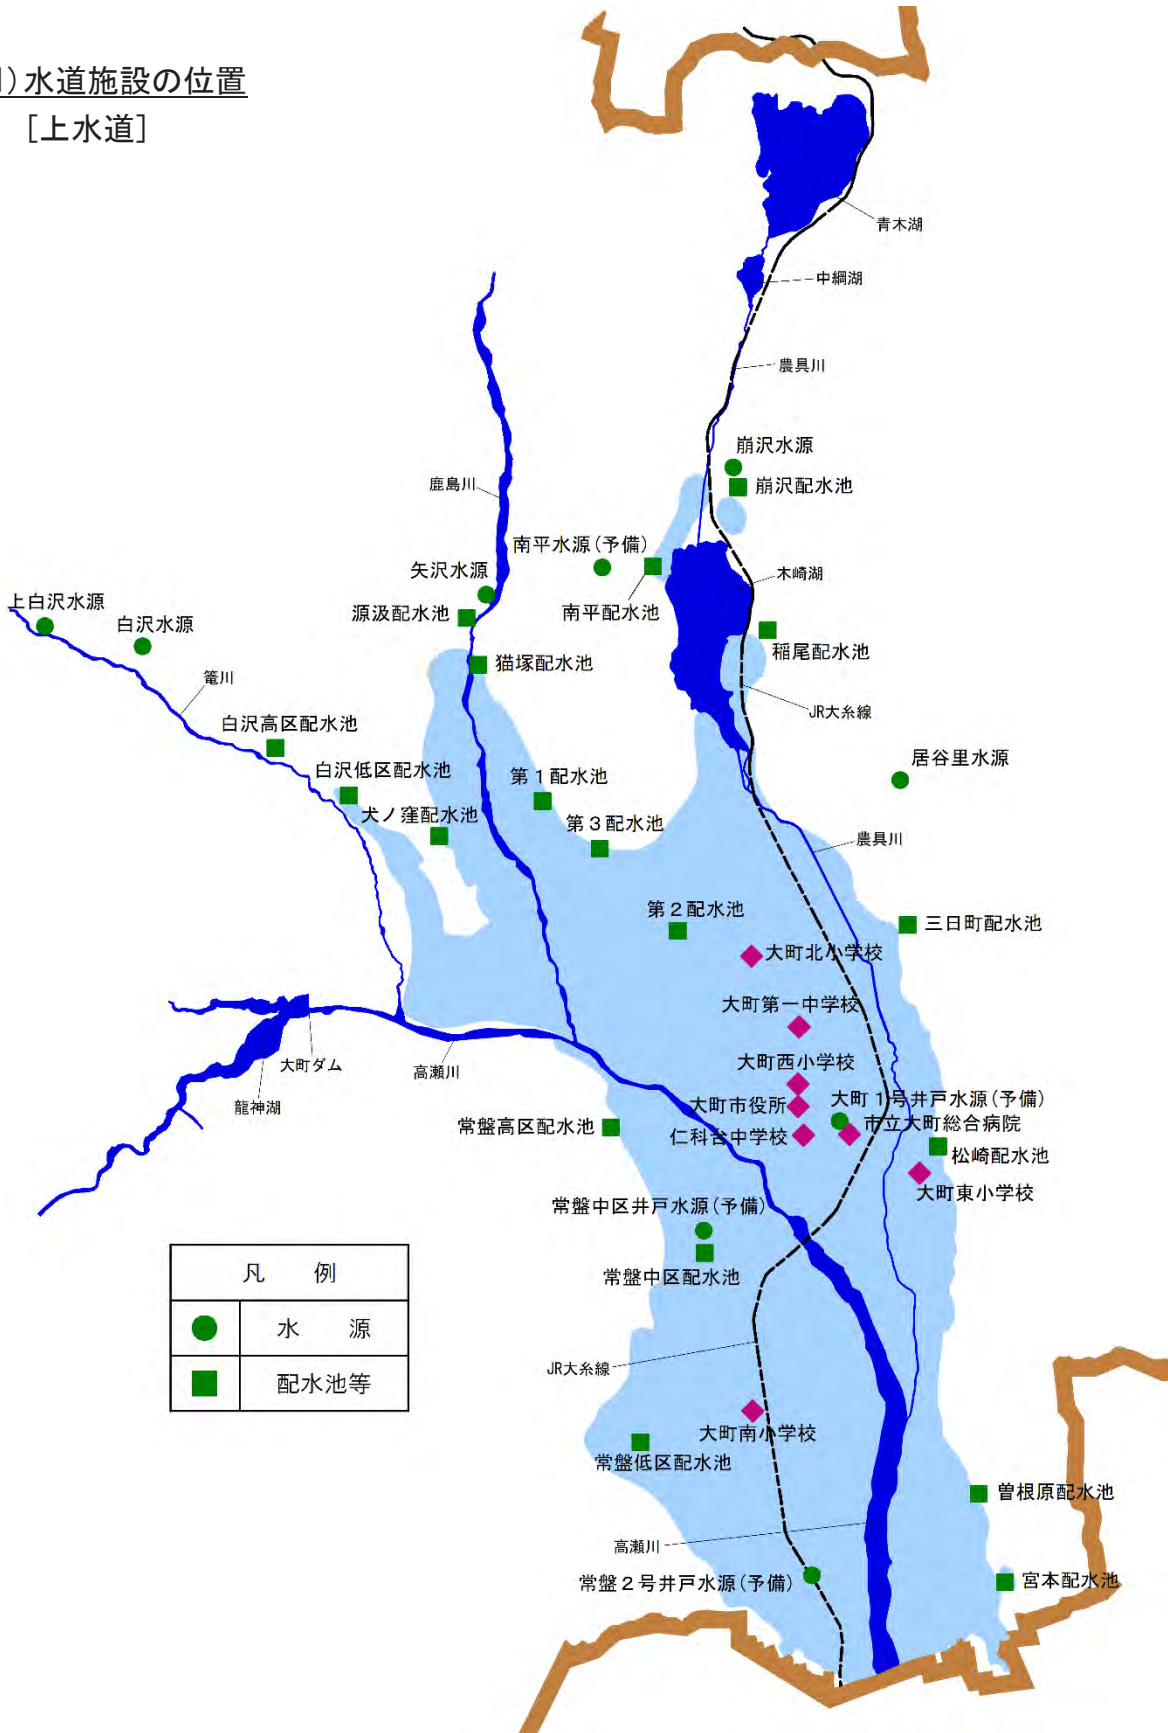 )水道施設の位置
[上水道]
青木湖
中綱湖
農具川
崩沢水源
崩沢配水池
鹿島川
南平水源(予備)
矢沢水源
木崎湖
上白沢水源
源汲配水池
南平配水池
白沢水源
稲尾配水池
猫塚配水池
篭川
JR大糸線
白沢高区配水池
居谷里水源
白沢低区配水池
第1配水池
犬ノ窪配水池
第3配水池
農具川
第2配水池
三日町配水池
大町北小学校
大町第一中学校
大町西小学校
大町ダム
高瀬川
龍神湖
大町市役所
大町1号井戸水源(予備)
市立大町総合病院
常盤高区配水池
仁科台中学校
松崎配水池
大町東小学校
常盤中区井戸水源(予備)
常盤中区配水池
凡 例
水 源
配水池等
JR大糸線
大町南小学校
常盤低区配水池
曽根原配水池
高瀬川
常盤2号井戸水源(予備)
宮本配水池